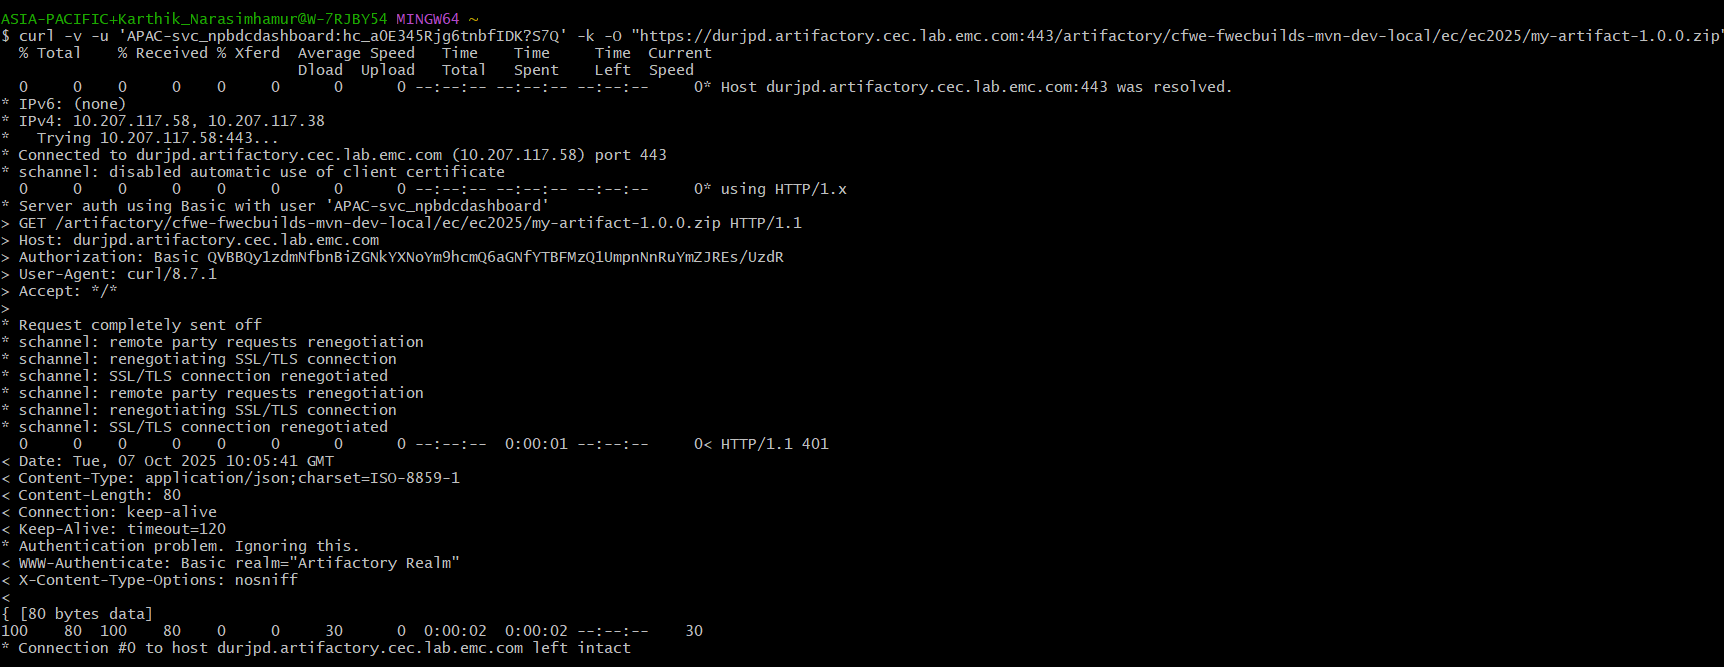 ASIA-PACIFIC+Karthik_Narasimhamur@W-7RJBY54 MINGW64 ~
$ curl -v -u 'APAC-svc_npbdcdashboard:hc_a0E345Rjg6tnbfIDK?S7Q' -k -O "https://durjpd.artifactory.cec.lab.emc.com:443/artifactory/cfwe-fwecbuilds-mvn-dev-local/ec/ec2025/my-artifact-1.0.0.zip"
  % Total    % Received % Xferd  Average Speed   Time    Time     Time  Current
                                 Dload  Upload   Total   Spent    Left  Speed
  0     0    0     0    0     0      0      0 --:--:-- --:--:-- --:--:--     0* Host durjpd.artifactory.cec.lab.emc.com:443 was resolved.
* IPv6: (none)
* IPv4: 10.207.117.58, 10.207.117.38
*   Trying 10.207.117.58:443...
* Connected to durjpd.artifactory.cec.lab.emc.com (10.207.117.58) port 443
* schannel: disabled automatic use of client certificate
  0     0    0     0    0     0      0      0 --:--:-- --:--:-- --:--:--     0* using HTTP/1.x
* Server auth using Basic with user 'APAC-svc_npbdcdashboard'
> GET /artifactory/cfwe-fwecbuilds-mvn-dev-local/ec/ec2025/my-artifact-1.0.0.zip HTTP/1.1
> Host: durjpd.artifactory.cec.lab.emc.com
> Authorization: Basic QVBBQy1zdmNfbnBiZGNkYXNoYm9hcmQ6aGNfYTBFMzQ1UmpnNnRuYmZJREs/UzdR
> User-Agent: curl/8.7.1
> Accept: */*
>
* Request completely sent off
* schannel: remote party requests renegotiation
* schannel: renegotiating SSL/TLS connection
* schannel: SSL/TLS connection renegotiated
* schannel: remote party requests renegotiation
* schannel: renegotiating SSL/TLS connection
* schannel: SSL/TLS connection renegotiated
  0     0    0     0    0     0      0      0 --:--:--  0:00:01 --:--:--     0< HTTP/1.1 401
< Date: Tue, 07 Oct 2025 10:05:41 GMT
< Content-Type: application/json;charset=ISO-8859-1
< Content-Length: 80
< Connection: keep-alive
< Keep-Alive: timeout=120
* Authentication problem. Ignoring this.
< WWW-Authenticate: Basic realm="Artifactory Realm"
< X-Content-Type-Options: nosniff
<
{ [80 bytes data]
100    80  100    80    0     0     30      0  0:00:02  0:00:02 --:--:--    30
* Connection #0 to host durjpd.artifactory.cec.lab.emc.com left intact